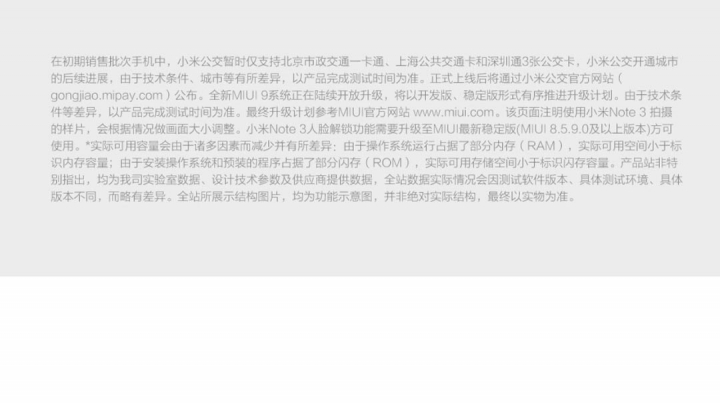 在初期销售批次手机中，小米公交暂时仅支持北京市政交通一卡通、上海公共交通卡和深圳通3张公交卡，小米公交开通城市
的后续进展，由于技术条件、城市等有所差异，以产品完成测试时间为准。正式上线后将通过小米公交官方网站（
gongjiao.mipay.com）公布。全新MIUI 9系统正在陆续开放升级，将以开发版、稳定版形式有序推进升级计划。由于技术条
件等差异，以产品完成测试时间为准。最终升级计划参考MIUI官方网站 www.miui.com。该页面注明使用小米Note 3 拍摄
的样片，会根据情况做画面大小调整。小米Note 3人脸解锁功能需要升级至MIUI最新稳定版(MIUI 8.5.9.0及以上版本)方可
使用。*实际可用容量会由于诸多因素而减少并有所差异：由于操作系统运行占据了部分内存（RAM），实际可用空间小于标
识内存容量；由于安装操作系统和预装的程序占据了部分闪存（ROM），实际可用存储空间小于标识闪存容量。产品站非特
别指出，均为我司实验室数据、设计技术参数及供应商提供数据，全站数据实际情况会因测试软件版本、具体测试环境、具体
版本不同，而略有差异。全站所展示结构图片，均为功能示意图，并非绝对实际结构，最终以实物为准。